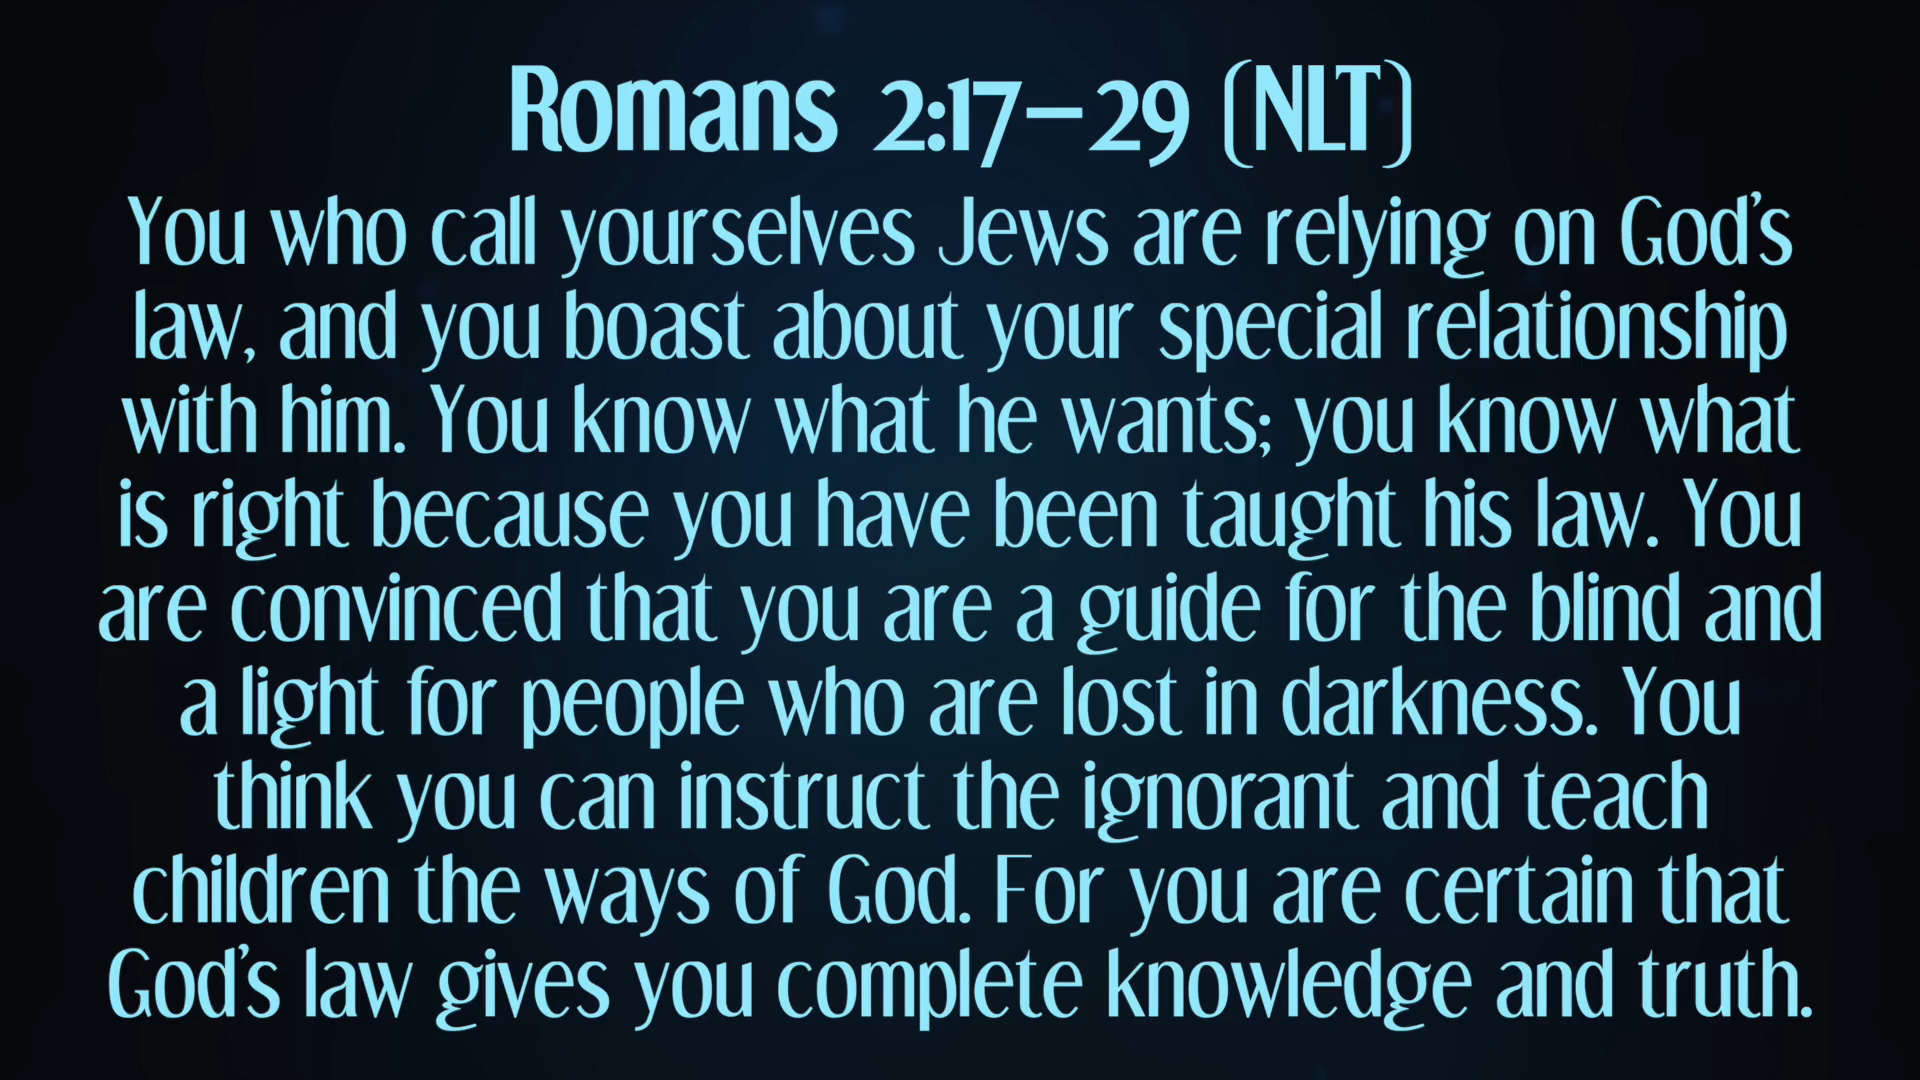 Romans 2:17–29 (NLT)
You who call yourselves Jews are relying on God’s
law, and you boast about your special relationship
with him. You know what he wants; you know what
is right because you have been taught his law. You
are convinced that you are a guide for the blind and
a light for people who are lost in darkness. You
think you can instruct the ignorant and teach
children the ways of God. For you are certain that
God’s law gives you complete knowledge and truth.